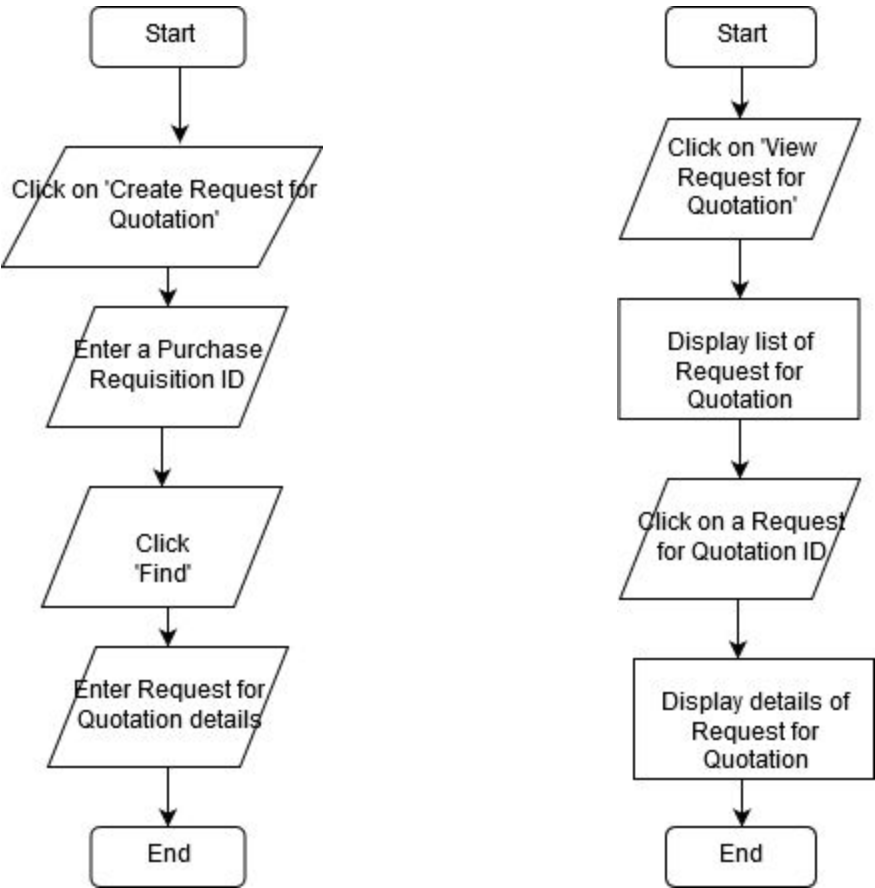 Start
Click on 'Create Request for
Quotation'
Enter a Purchase
Requisition ID
Click
'Find'
Enter Request for
Quotation details
End
Start
Click on 'View
Request for
Quotation'
Display list of
Request for
Quotation
Click on a Request
for Quotation ID
Display details of
Request for
Quotation
End